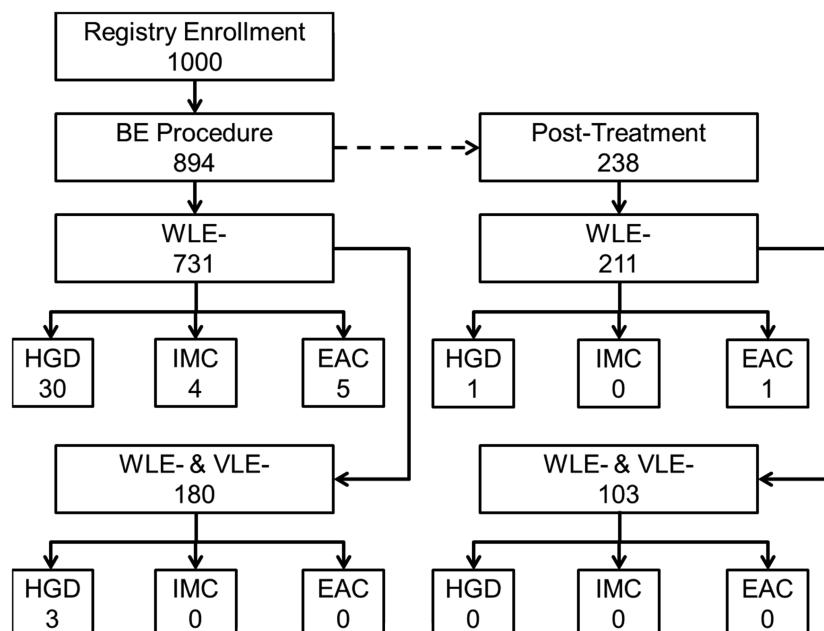 Registry Enrollment
1000
BE Procedure
894
Post-Treatment
238
WLE-
731
WLE-
211
HGD
30
IMC
4
EAC
5
HGD
1
IMC
0
EAC
1
WLE- & VLE-
180
WLE- & VLE-
103
HGD
3
IMC
0
EAC
0
HGD
0
IMC
0
EAC
0